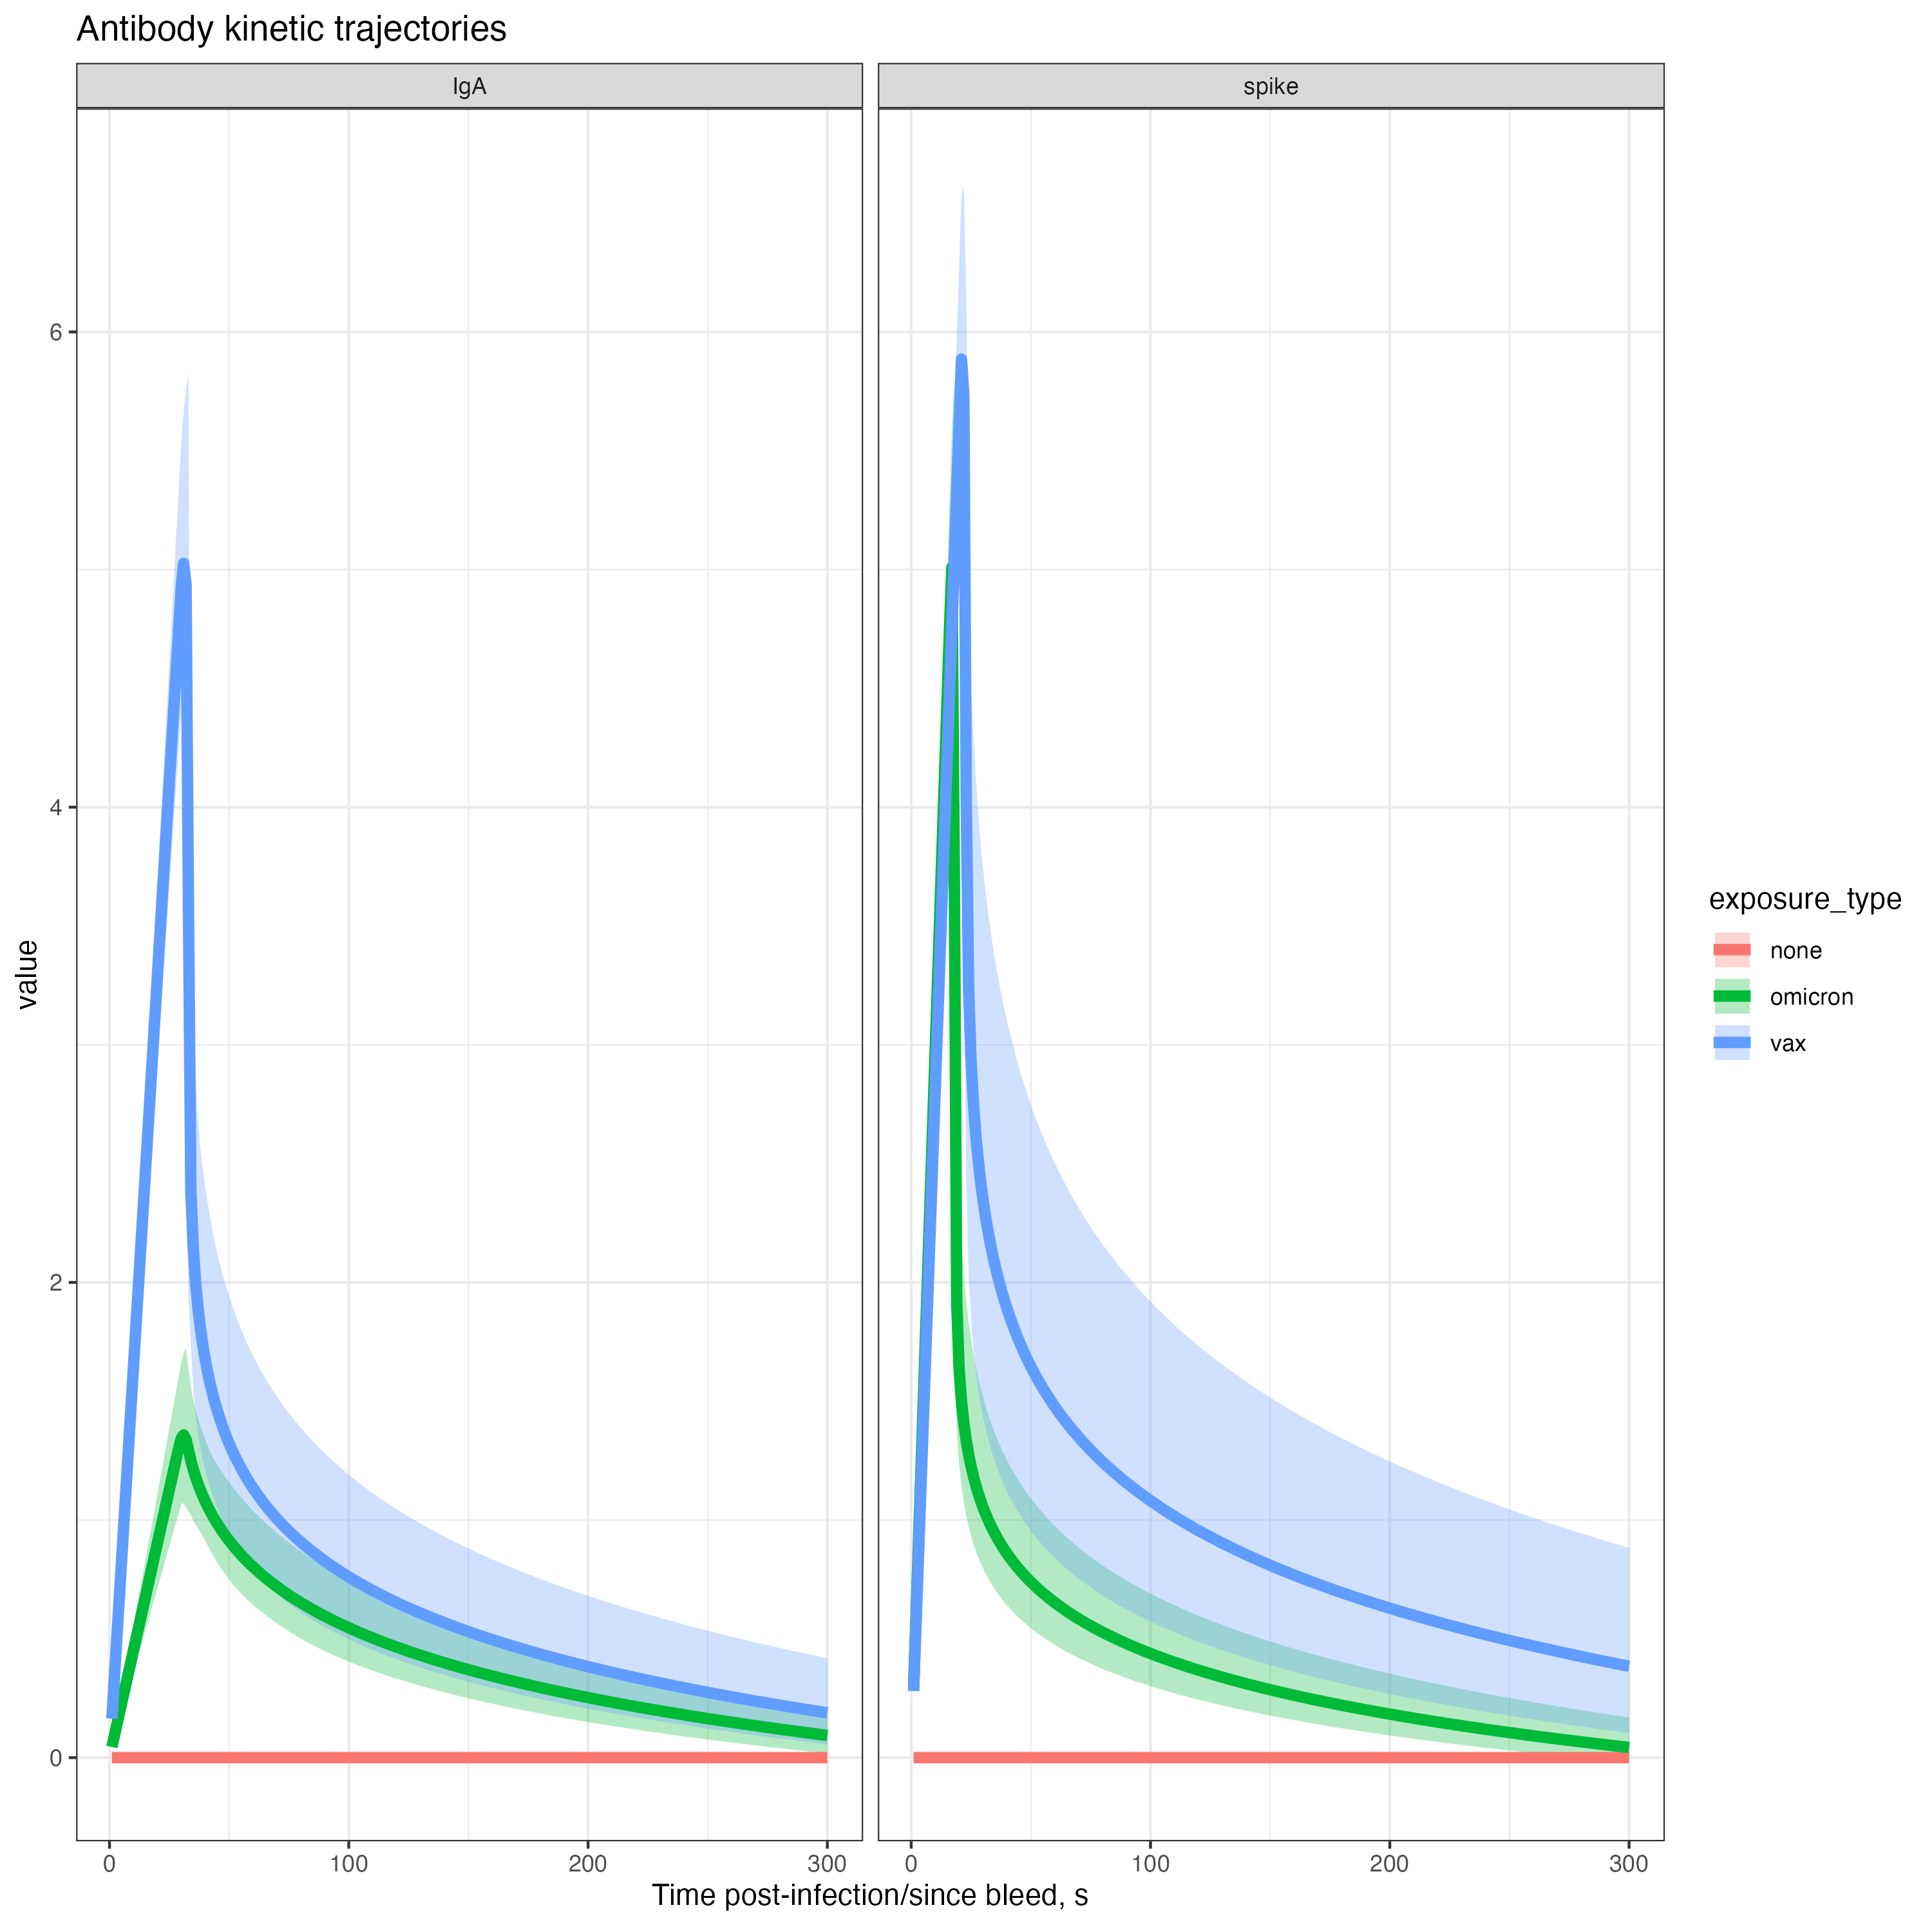 Antibody kinetic trajectories
IgA
spike
6
4
2
0
value
0 100 200 300
0 100 200 300
Time post-infection/since bleed, s
exposure_type
none
omicron
vax